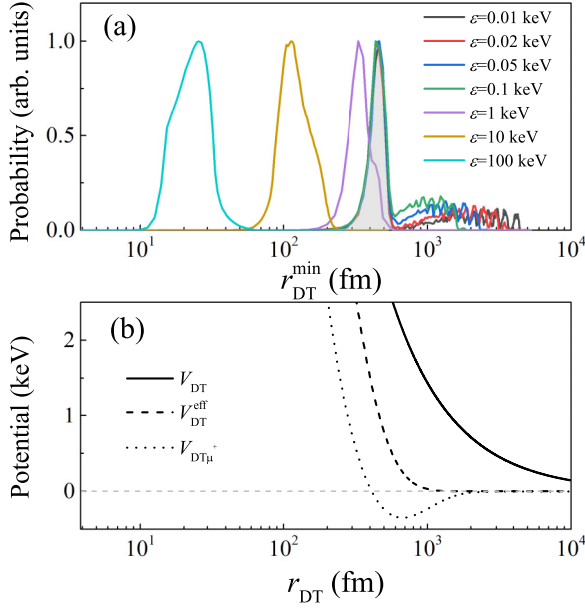 (a)
Probability (arb. units)
1.0
0.5
0.0
ε=0.01 keV
ε=0.02 keV
ε=0.05 keV
ε=0.1 keV
ε=1 keV
ε=10 keV
ε=100 keV
10¹ 10² 10³ 10⁴
r_DT^min (fm)
(b)
Potential (keV)
2
1
0
V_DT
V_DT^eff
V_DTμ⁺
10¹ 10² 10³ 10⁴
r_DT (fm)